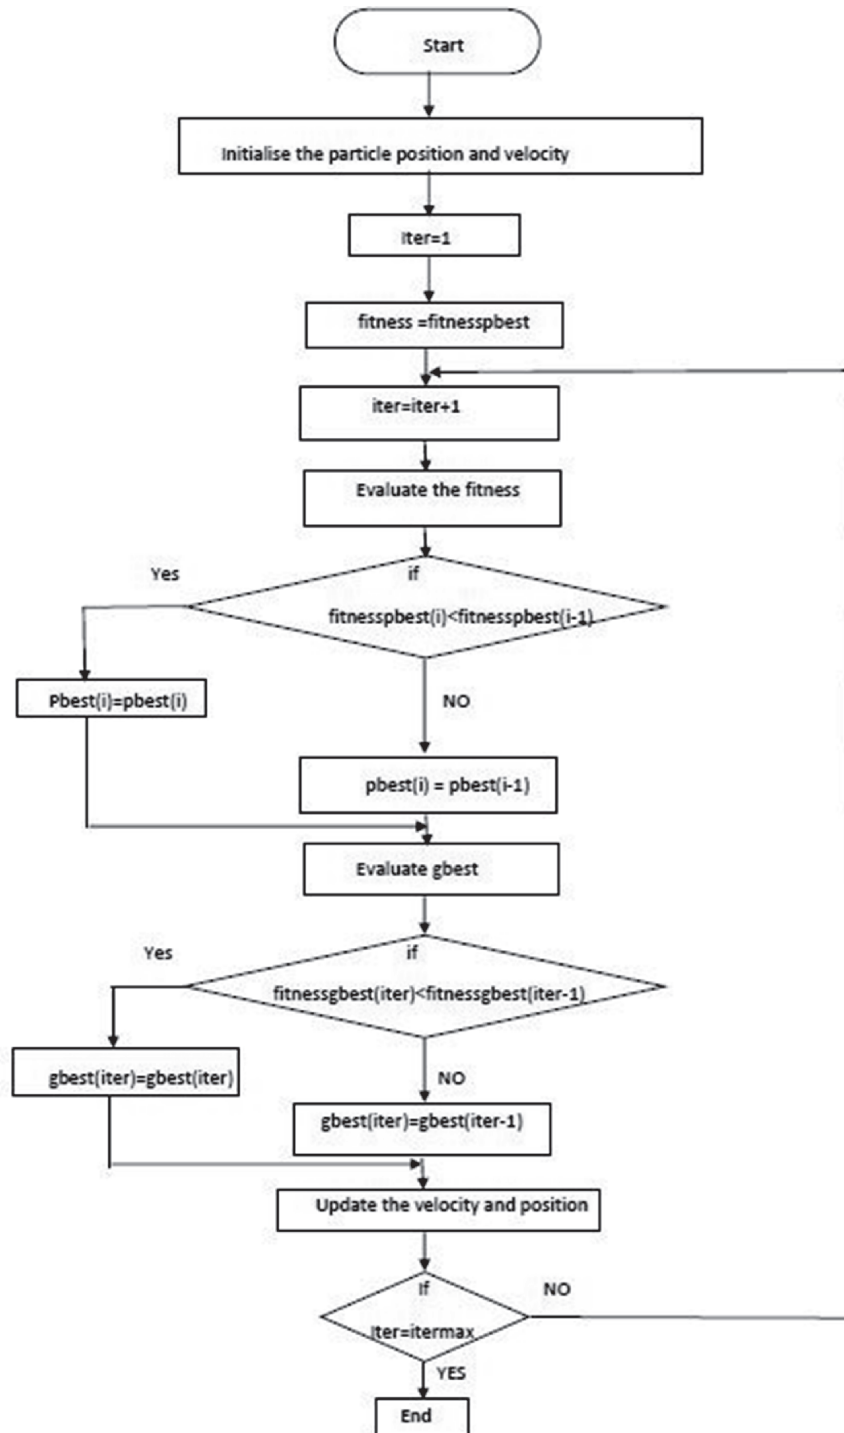 Start
Initialise the particle position and velocity
Iter=1
fitness =fitnesspbest
iter=iter+1
Evaluate the fitness
Yes
if
fitnesspbest(i)<fitnesspbest(i-1)
Pbest(i)=pbest(i)
NO
pbest(i) = pbest(i-1)
Evaluate gbest
Yes
if
fitnessgbest(iter)<fitnessgbest(iter-1)
gbest(iter)=gbest(iter)
NO
gbest(iter)=gbest(iter-1)
Update the velocity and position
If
NO
Iter=itermax
YES
End